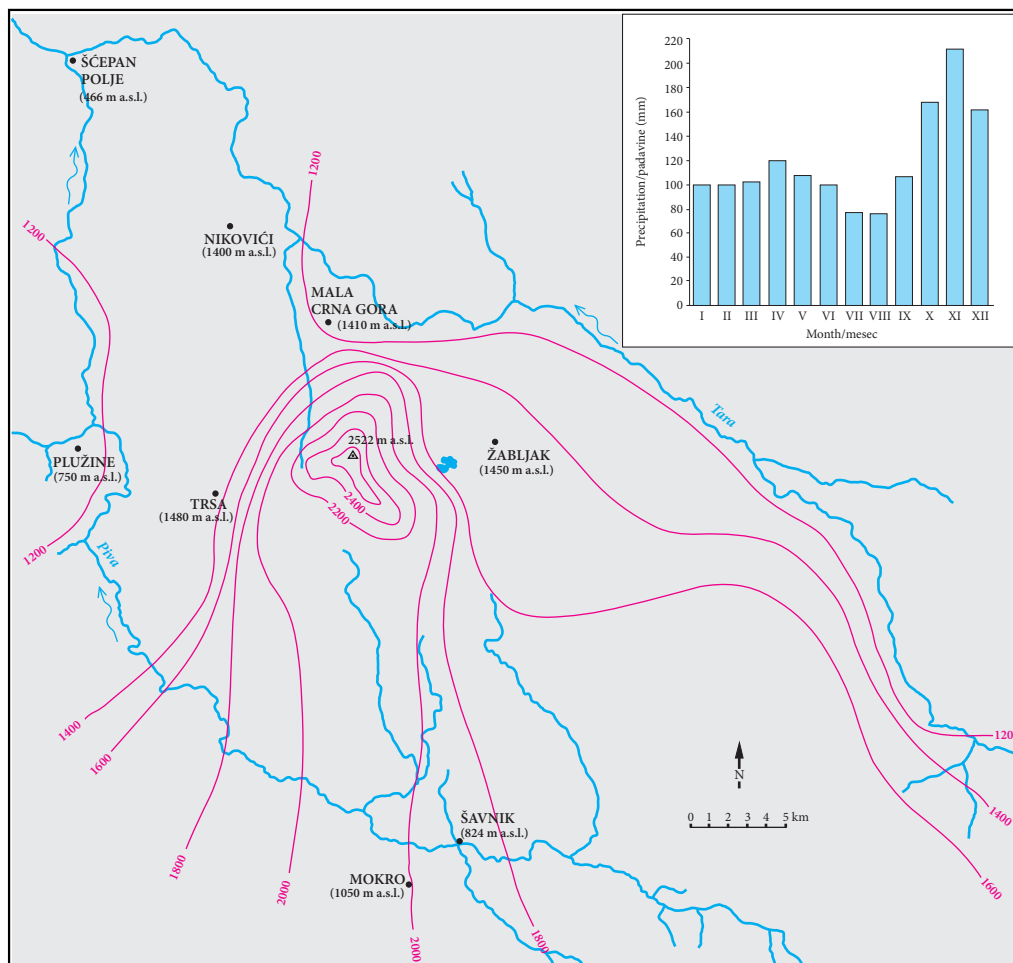 ŠĆEPAN
POLJE
(466 m a.s.l.)
220
200
180
160
140
120
100
80
60
40
20
0
Precipitation/padavine (mm)
I II III IV V VI VII VIII IX X XI XII
Month/mesec
1200
1200
NIKOVIĆI
(1400 m a.s.l.)
MALA
CRNA GORA
(1410 m a.s.l.)
Tara
2522 m a.s.l.
ŽABLJAK
(1450 m a.s.l.)
PLUŽINE
(750 m a.s.l.)
TRSA
(1480 m a.s.l.)
2400
2200
1200
Piva
1400
1600
1800
2000
1200
1400
1600
N
0 1 2 3 4 5 km
ŠAVNIK
(824 m a.s.l.)
MOKRO
(1050 m a.s.l.)
2000
1800